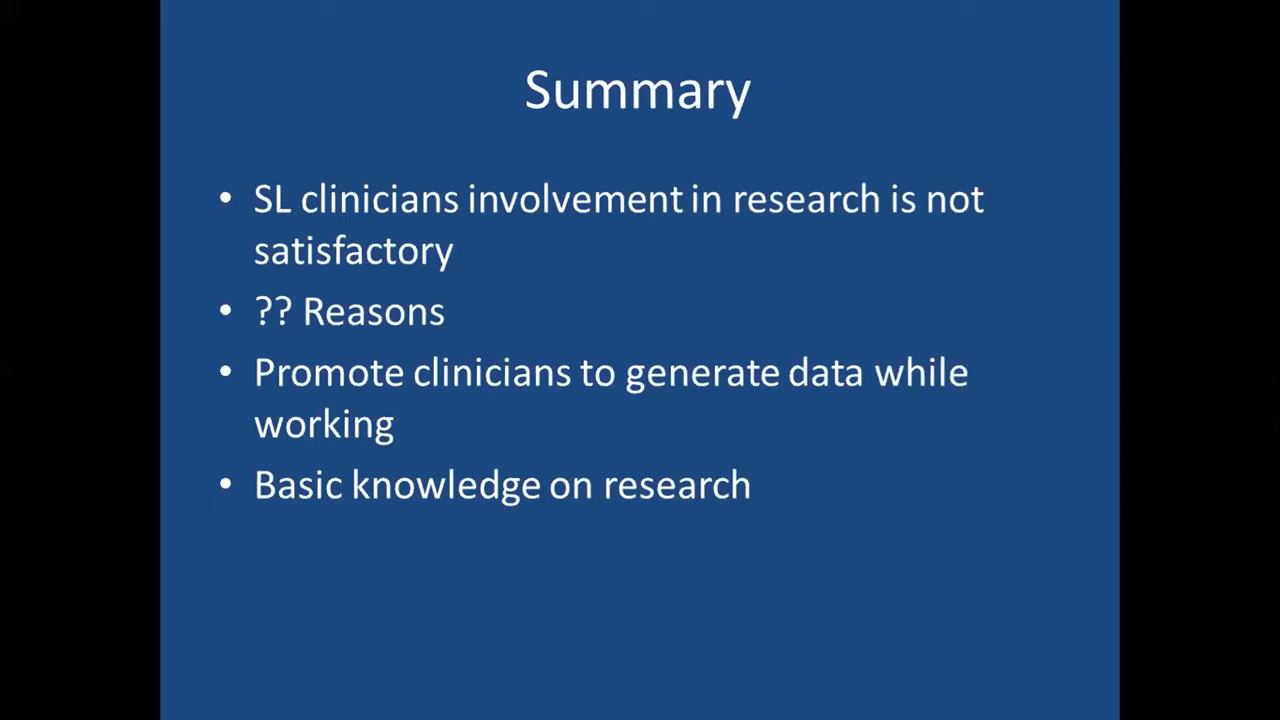 Summary
• SL clinicians involvement in research is not
satisfactory
• ?? Reasons
• Promote clinicians to generate data while
working
• Basic knowledge on research